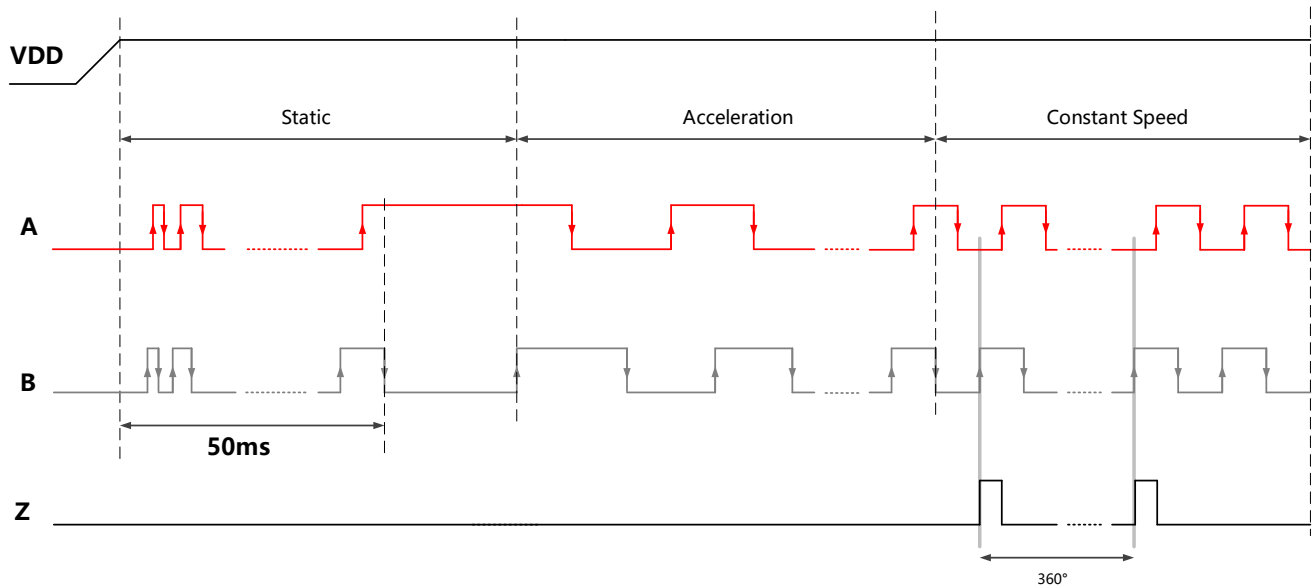 VDD
Static
Acceleration
Constant Speed
A
B
50ms
Z
360°